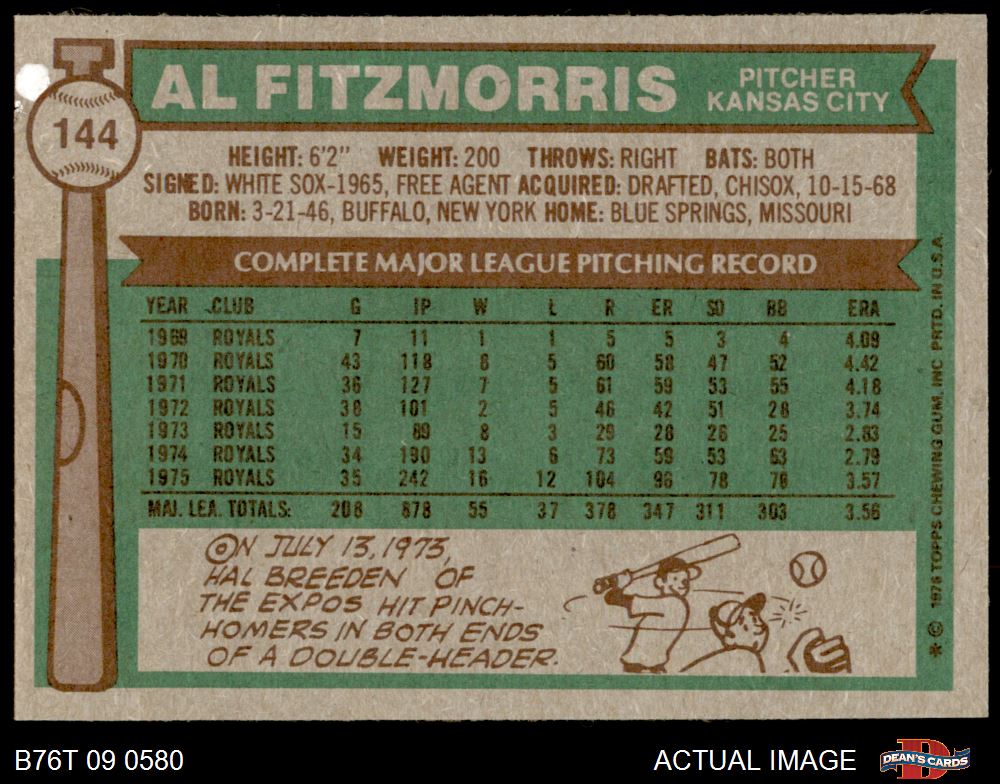 144
AL FITZMORRIS
PITCHER
KANSAS CITY
HEIGHT: 6'2" WEIGHT: 200 THROWS: RIGHT BATS: BOTH
SIGNED: WHITE SOX-1965, FREE AGENT ACQUIRED: DRAFTED, CHISOX, 10-15-68
BORN: 3-21-46, BUFFALO, NEW YORK HOME: BLUE SPRINGS, MISSOURI
COMPLETE MAJOR LEAGUE PITCHING RECORD
YEAR CLUB G IP W L R ER SO BB ERA
1969 ROYALS 7 11 1 1 5 5 3 4 4.09
1970 ROYALS 43 118 8 5 60 58 47 52 4.42
1971 ROYALS 36 127 7 5 61 59 53 55 4.18
1972 ROYALS 38 101 2 5 46 42 51 28 3.74
1973 ROYALS 15 89 8 3 29 28 26 25 2.83
1974 ROYALS 34 190 13 6 73 59 53 63 2.79
1975 ROYALS 35 242 16 12 104 96 78 76 3.57
MAJ. LEA. TOTALS: 208 878 55 37 378 347 311 303 3.56
ON JULY 13, 1973,
HAL BREEDEN OF
THE EXPOS HIT PINCH-
HOMERS IN BOTH ENDS
OF A DOUBLE-HEADER.
* © 1976 TOPPS CHEWING GUM, INC PRTD. IN U.S.A.
B76T 09 0580
ACTUAL IMAGE
DEAN'S CARDS